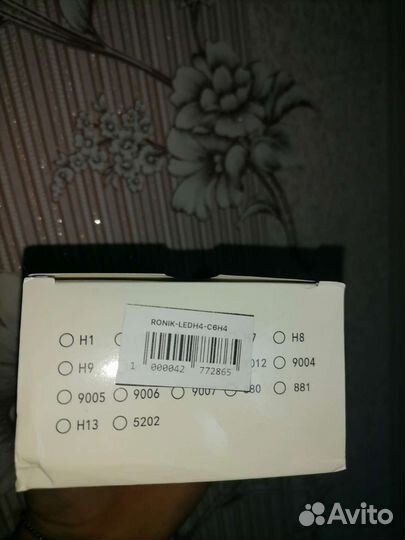 RONIK-LEDH4-C6H4
H1 7 H8
H9 012 9004
1 000042 772865
9005 9006 9007 880 881
H13 5202
Avito